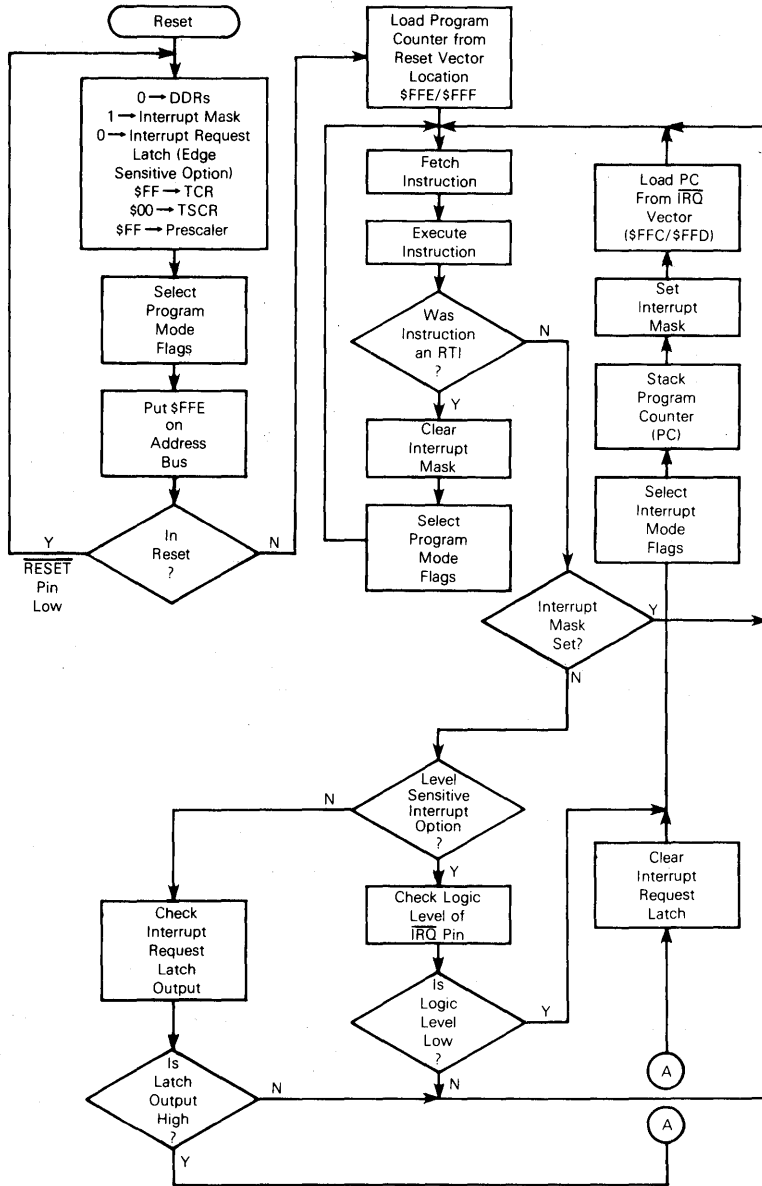 Reset
0→DDRs
1→Interrupt Mask
0→Interrupt Request
Latch (Edge
Sensitive Option)
$FF→TCR
$00→TSCR
$FF→Prescaler
Select
Program
Mode
Flags
Put $FFE
on
Address
Bus
In
Reset
?
Y
RESET
Pin
Low
N
Load Program
Counter from
Reset Vector
Location
$FFE/$FFF
Fetch
Instruction
Execute
Instruction
Was
Instruction
an RTI
?
N
Y
Clear
Interrupt
Mask
Select
Program
Mode
Flags
Load PC
From IRQ
Vector
($FFC/$FFD)
Set
Interrupt
Mask
Stack
Program
Counter
(PC)
Select
Interrupt
Mode
Flags
Interrupt
Mask
Set?
Y
N
Level
Sensitive
Interrupt
Option
?
N
Y
Check
Interrupt
Request
Latch
Output
Check Logic
Level of
IRQ Pin
Clear
Interrupt
Request
Latch
Is
Logic
Level
Low
?
Y
N
Is
Latch
Output
High
?
N
Y
A
A